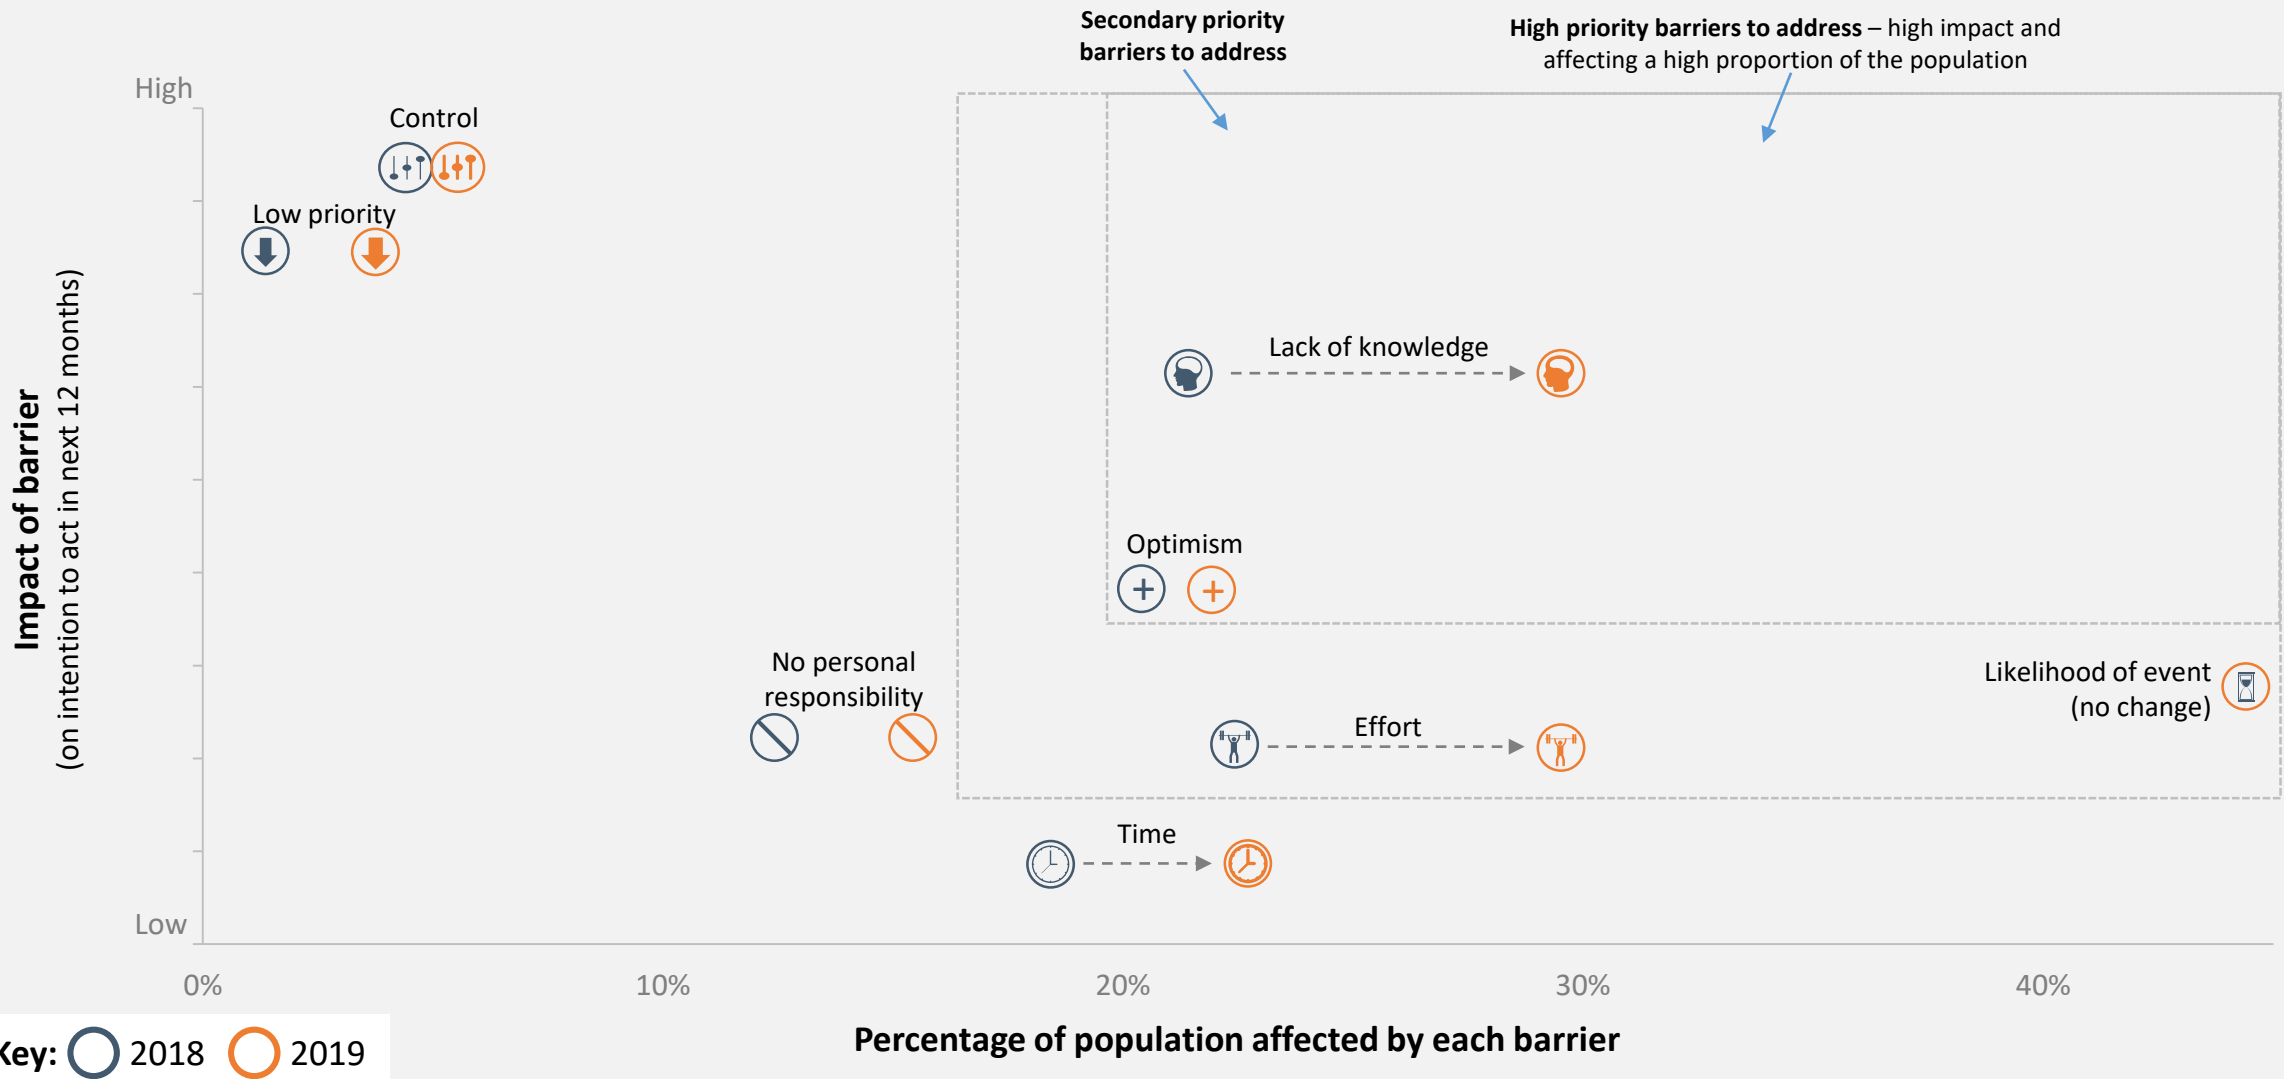 Secondary priority
barriers to address
High priority barriers to address – high impact and
affecting a high proportion of the population
High
Control
Low priority
Lack of knowledge
Optimism
No personal
responsibility
Likelihood of event
(no change)
Effort
Time
Low
Impact of barrier
(on intention to act in next 12 months)
0% 10% 20% 30% 40%
Percentage of population affected by each barrier
Key: 2018 2019